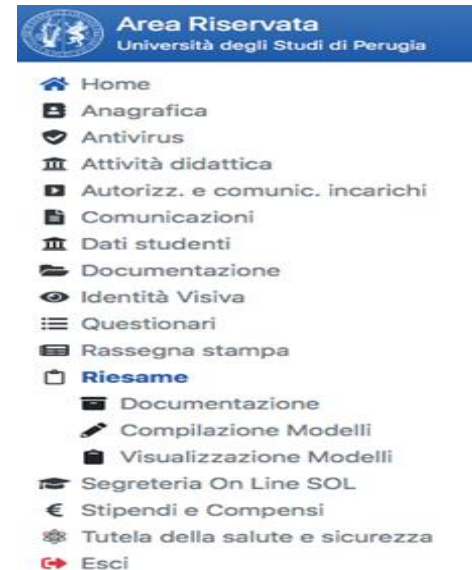 Area Riservata
Università degli Studi di Perugia
Home
Anagrafica
Antivirus
Attività didattica
Autorizz. e comunic. incarichi
Comunicazioni
Dati studenti
Documentazione
Identità Visiva
Questionari
Rassegna stampa
Riesame
Documentazione
Compilazione Modelli
Visualizzazione Modelli
Segreteria On Line SOL
Stipendi e Compensi
Tutela della salute e sicurezza
Esci